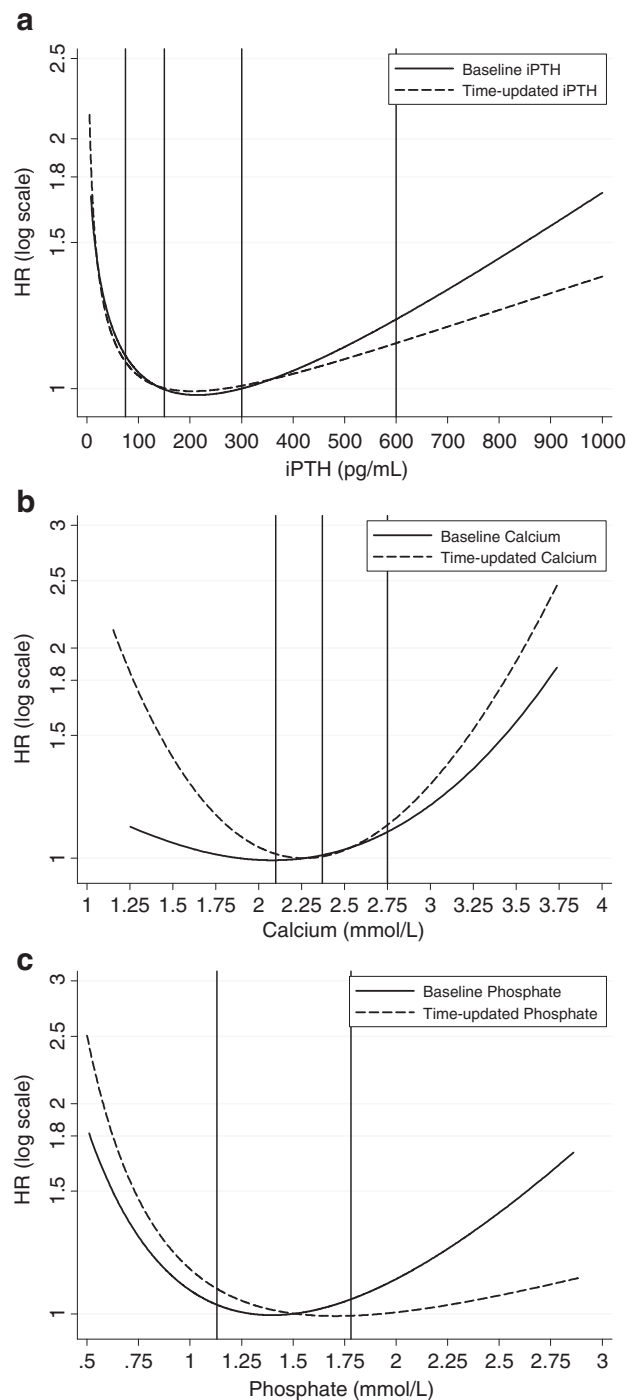 a
2.5
2
1.8
1.5
1
HR (log scale)
Baseline iPTH
Time-updated iPTH
0 100 200 300 400 500 600 700 800 900 1000
iPTH (pg/mL)
b
3
2.5
2
1.8
1.5
1
HR (log scale)
Baseline Calcium
Time-updated Calcium
1 1.25 1.5 1.75 2 2.25 2.5 2.75 3 3.25 3.5 3.75 4
Calcium (mmol/L)
c
3
2.5
2
1.8
1.5
1
HR (log scale)
Baseline Phosphate
Time-updated Phosphate
.5 .75 1 1.25 1.5 1.75 2 2.25 2.5 2.75 3
Phosphate (mmol/L)